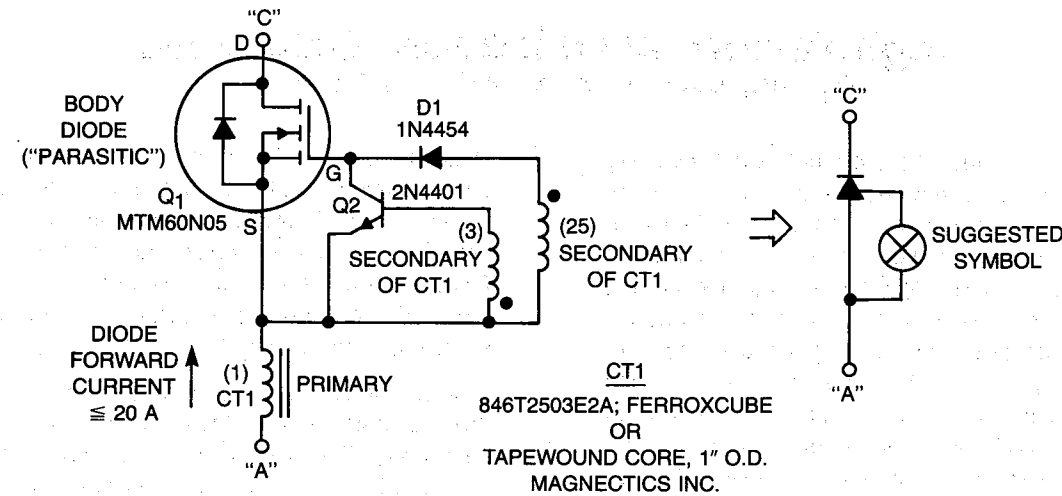 "C"
D
BODY
DIODE
("PARASITIC")
Q1
MTM60N05
S
G
D1
1N4454
2N4401
Q2
(3)
SECONDARY
OF CT1
(25)
SECONDARY
OF CT1
DIODE
FORWARD
CURRENT
≦ 20 A
(1)
CT1
PRIMARY
"A"
CT1
846T2503E2A; FERROXCUBE
OR
TAPEWOUND CORE, 1" O.D.
MAGNECTICS INC.
"C"
SUGGESTED
SYMBOL
"A"